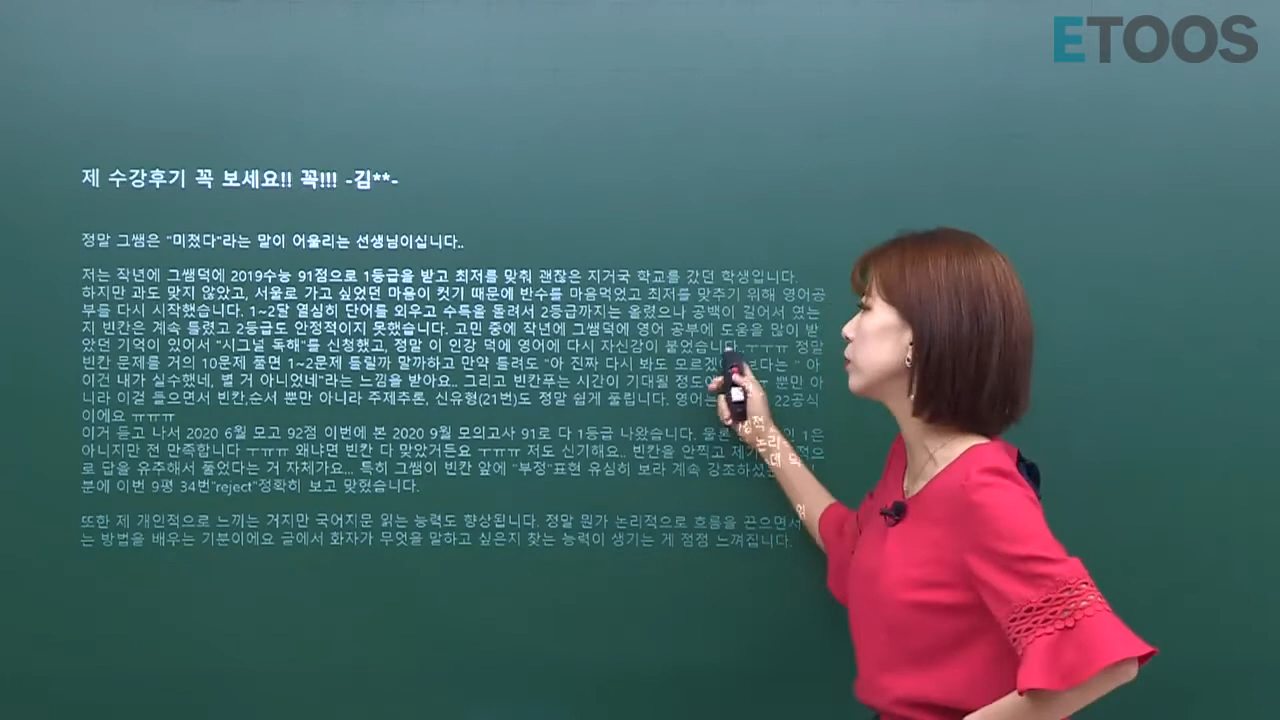 ETOOS
제 수강후기 꼭 보세요!! 꼭!!! -김**-
정말 그쌤은 "미쳤다"라는 말이 어울리는 선생님이십니다..
저는 작년에 그쌤덕에 2019수능 91점으로 1등급을 받고 최저를 맞춰 괜찮은 지거국 학교를 갔던 학생입니다.
하지만 과도 맞지 않았고, 서울로 가고 싶었던 마음이 컷기 때문에 반수를 마음먹었고 최저를 맞추기 위해 영어공
부를 다시 시작했습니다. 1~2달 열심히 단어를 외우고 수특을 돌려서 2등급까지는 올렸으나 공백이 길어서 였는
지 빈칸은 계속 틀렸고 2등급도 안정적이지 못했습니다. 고민 중에 작년에 그쌤덕에 영어 공부에 도움을 많이 받
았던 기억이 있어서 "시그널 독해"를 신청했고, 정말 이 인강 덕에 영어에 다시 자신감이 붙었습니다.ㅜㅜㅠ 정말
빈칸 문제를 거의 10문제 풀면 1~2문제 틀릴까 말까하고 만약 틀려도 "아 진짜 다시 봐도 모르겠 보다는 " 아
이건 내가 실수했네, 별 거 아니었네"라는 느낌을 받아요.. 그리고 빈칸푸는 시간이 기대될 정도 뿐만 아
니라 이걸 들으면서 빈칸,순서 뿐만 아니라 주제추론, 신유형(21번)도 정말 쉽게 풀립니다. 영어는 22공식
이에요 ㅠㅠㅠ
이거 듣고 나서 2020 6월 모고 92점 이번에 본 2020 9월 모의고사 91로 다 1등급 나왔습니다. 물론 1은
아니지만 전 만족합니다 ㅜㅠㅠ 왜냐면 빈칸 다 맞았거든요 ㅜㅠㅠ 저도 신기해요.. 빈칸을 안찍고 제 적으
로 답을 유추해서 풀었다는 거 자체가요... 특히 그쌤이 빈칸 앞에 "부정"표현 유심히 보라 계속 강조하셨
분에 이번 9평 34번"reject"정확히 보고 맞혔습니다.
또한 제 개인적으로 느끼는 거지만 국어지문 읽는 능력도 향상됩니다. 정말 뭔가 논리적으로 흐름을 끈으면서
는 방법을 배우는 기분이에요 글에서 화자가 무엇을 말하고 싶은지 찾는 능력이 생기는 게 점점 느껴집니다.